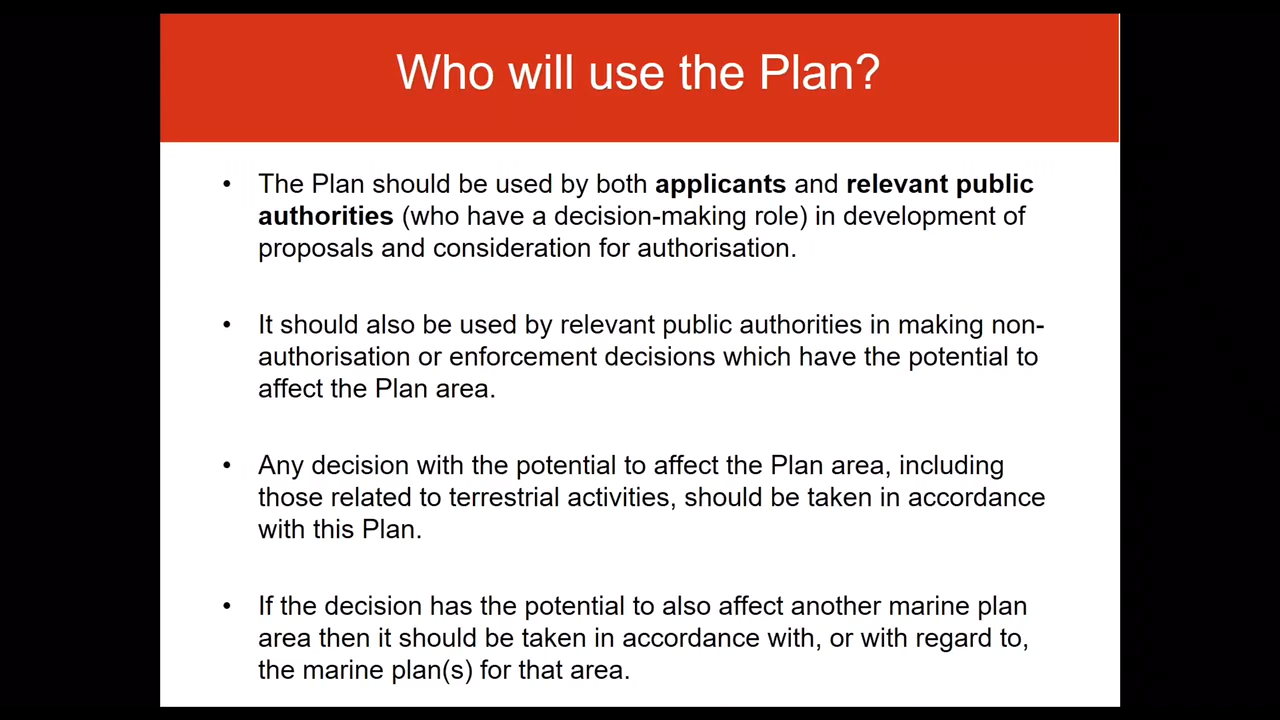 Who will use the Plan?
• The Plan should be used by both applicants and relevant public
authorities (who have a decision-making role) in development of
proposals and consideration for authorisation.
• It should also be used by relevant public authorities in making non-
authorisation or enforcement decisions which have the potential to
affect the Plan area.
• Any decision with the potential to affect the Plan area, including
those related to terrestrial activities, should be taken in accordance
with this Plan.
• If the decision has the potential to also affect another marine plan
area then it should be taken in accordance with, or with regard to,
the marine plan(s) for that area.